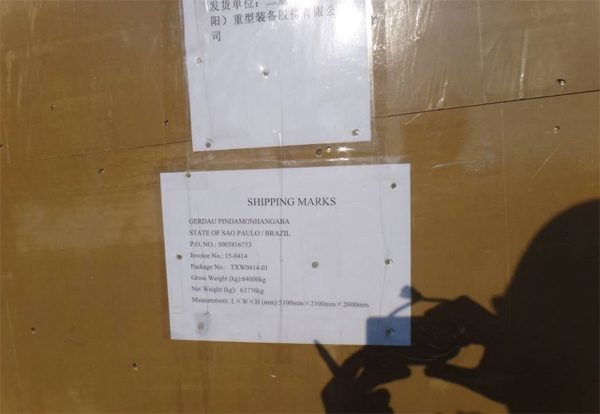 发货单位：二重
阳）重型装备股份有限公
司
SHIPPING MARKS
GERDAU PINDAMONHANGABA
STATE OF SAO PAULO / BRAZIL
P.O. NO.: 3003816753
Invoice No.: 15-0414
Package No.: TXW0414-01
Gross Weight (kg):64000kg
Net Weight (kg): 63776kg
Measurement: L×W×H (mm):5100mm×2100mm×2000mm